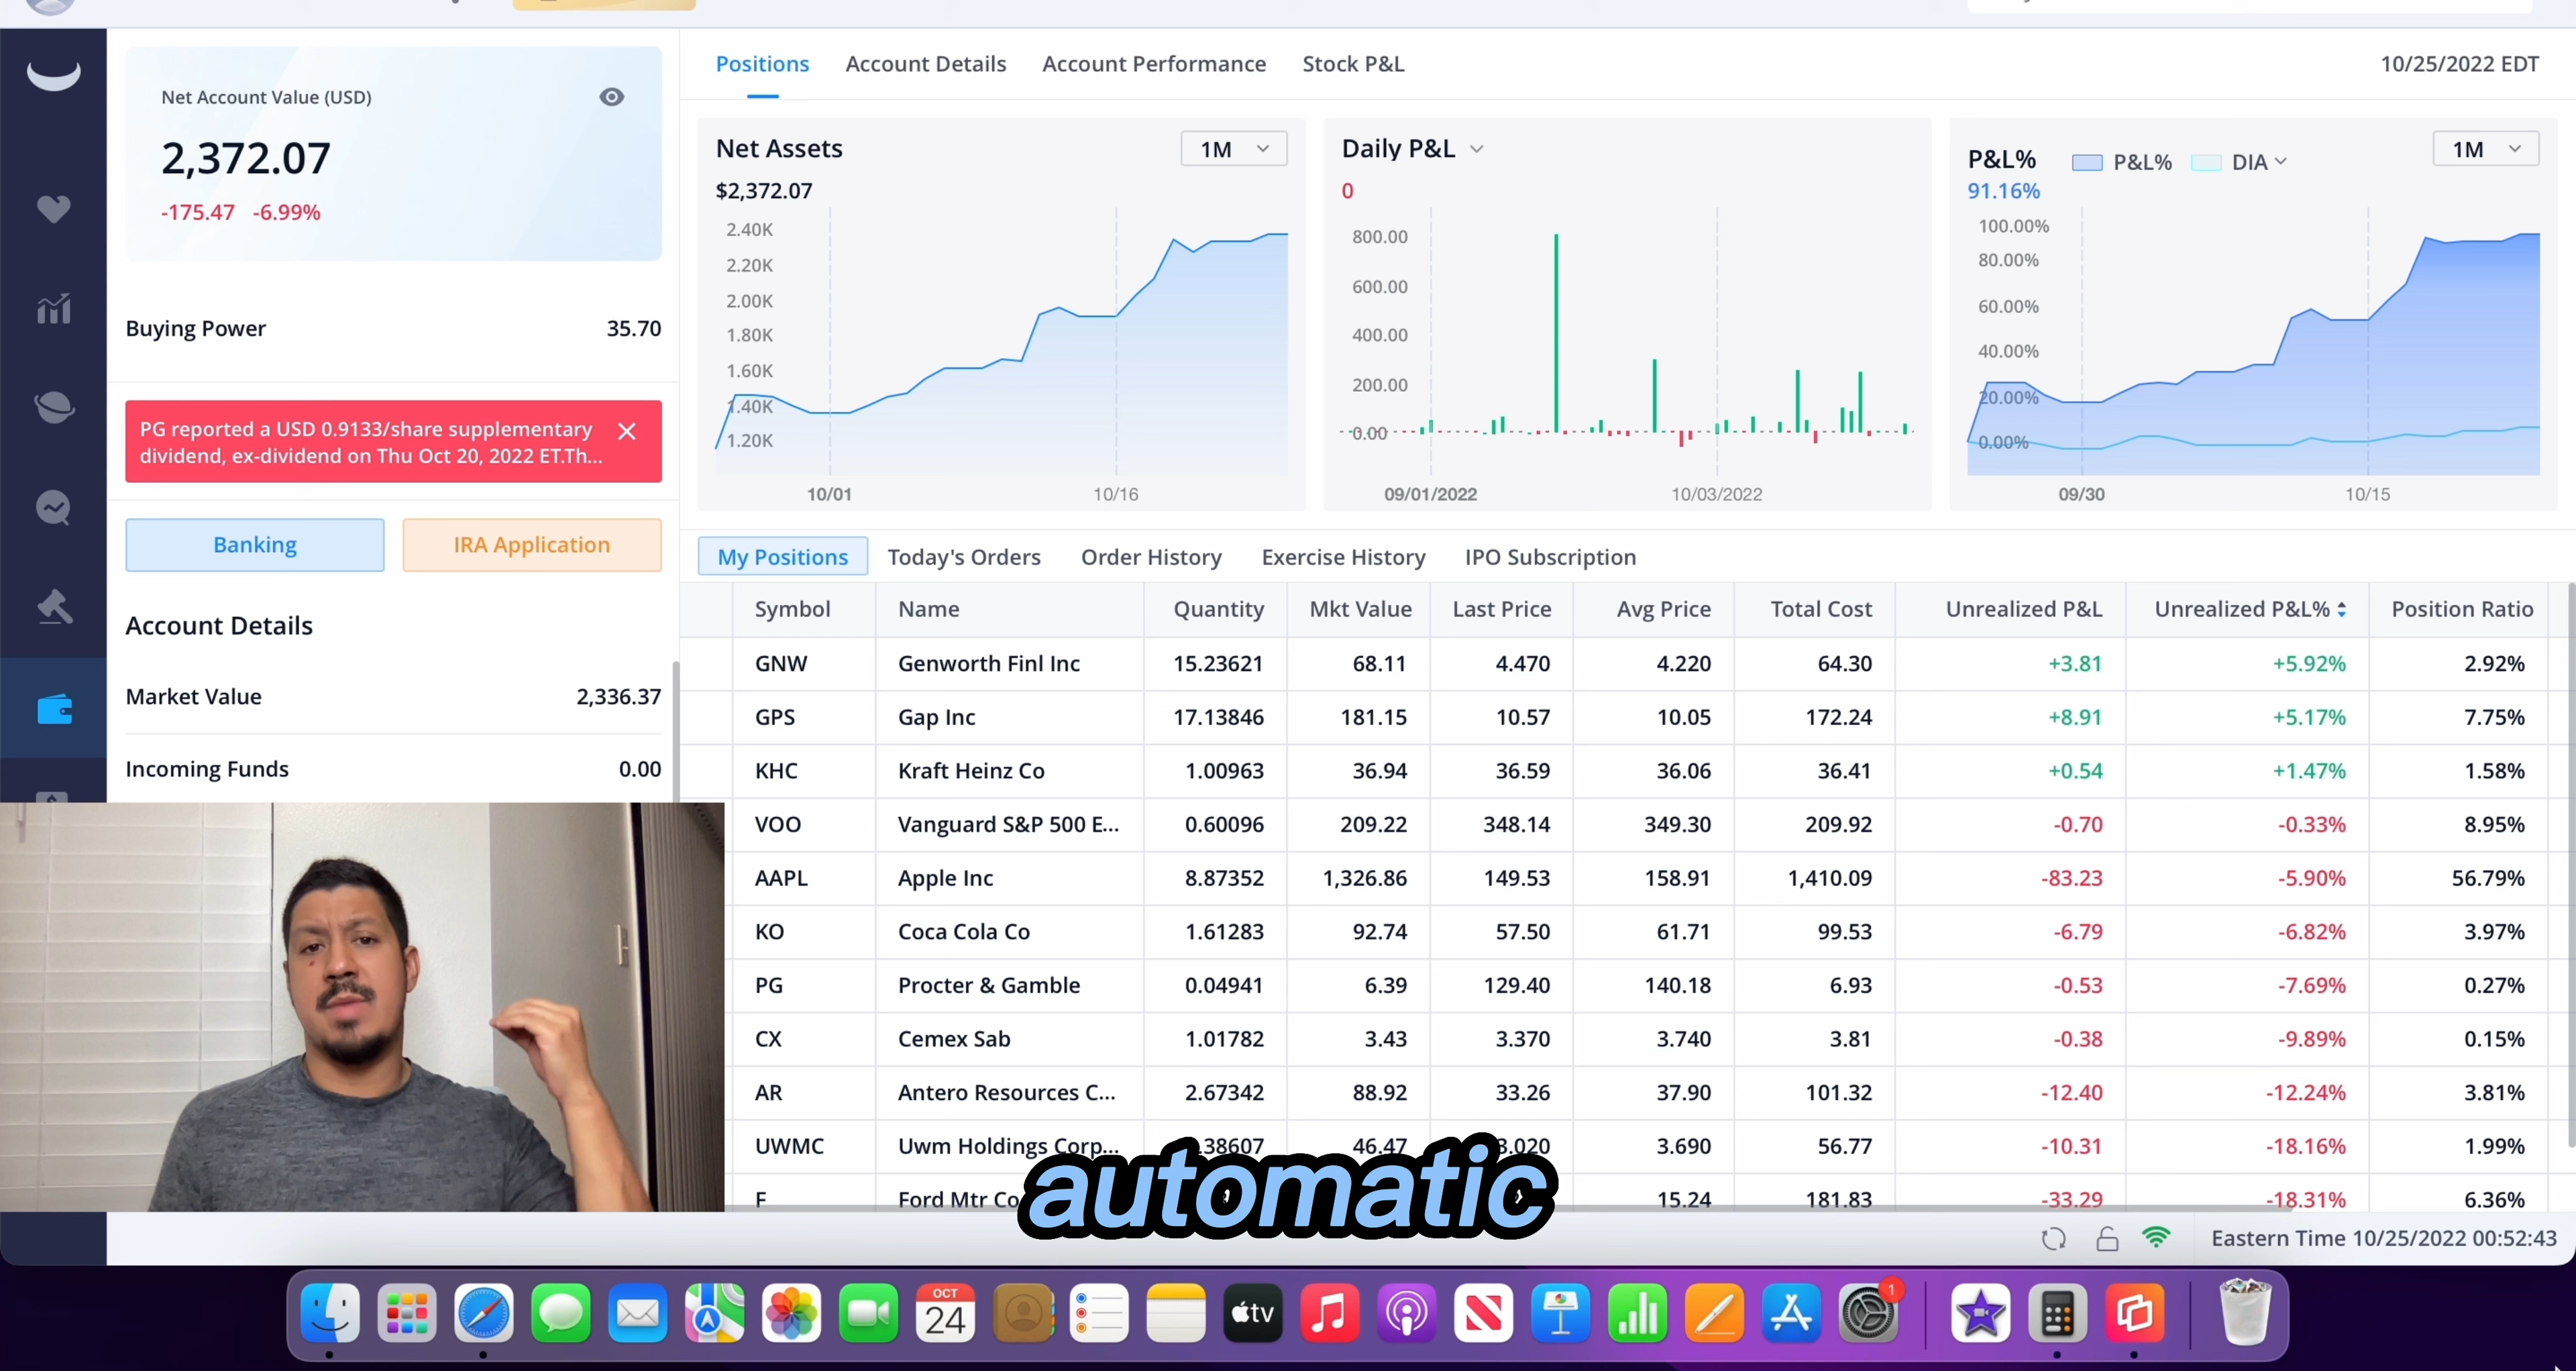 Net Account Value (USD)
2,372.07
-175.47 -6.99%
Buying Power 35.70
PG reported a USD 0.9133/share supplementary
dividend, ex-dividend on Thu Oct 20, 2022 ET.Th...
Banking IRA Application
Account Details
Market Value 2,336.37
Incoming Funds 0.00
Positions Account Details Account Performance Stock P&L 10/25/2022 EDT
Net Assets 1M
$2,372.07
2.40K
2.20K
2.00K
1.80K
1.60K
1.40K
1.20K
10/01 10/16
Daily P&L
0
800.00
600.00
400.00
200.00
0.00
09/01/2022 10/03/2022
P&L% P&L% DIA 1M
91.16%
100.00%
80.00%
60.00%
40.00%
20.00%
0.00%
09/30 10/15
My Positions Today's Orders Order History Exercise History IPO Subscription
Symbol Name Quantity Mkt Value Last Price Avg Price Total Cost Unrealized P&L Unrealized P&L% Position Ratio
GNW Genworth Finl Inc 15.23621 68.11 4.470 4.220 64.30 +3.81 +5.92% 2.92%
GPS Gap Inc 17.13846 181.15 10.57 10.05 172.24 +8.91 +5.17% 7.75%
KHC Kraft Heinz Co 1.00963 36.94 36.59 36.06 36.41 +0.54 +1.47% 1.58%
VOO Vanguard S&P 500 E... 0.60096 209.22 348.14 349.30 209.92 -0.70 -0.33% 8.95%
AAPL Apple Inc 8.87352 1,326.86 149.53 158.91 1,410.09 -83.23 -5.90% 56.79%
KO Coca Cola Co 1.61283 92.74 57.50 61.71 99.53 -6.79 -6.82% 3.97%
PG Procter & Gamble 0.04941 6.39 129.40 140.18 6.93 -0.53 -7.69% 0.27%
CX Cemex Sab 1.01782 3.43 3.370 3.740 3.81 -0.38 -9.89% 0.15%
AR Antero Resources C... 2.67342 88.92 33.26 37.90 101.32 -12.40 -12.24% 3.81%
UWMC Uwm Holdings Corp... 46.47 3.690 56.77 -10.31 -18.16% 1.99%
F Ford Mtr Co 15.24 181.83 -33.29 -18.31% 6.36%
automatic
Eastern Time 10/25/2022 00:52:43
OCT
24
tv
1